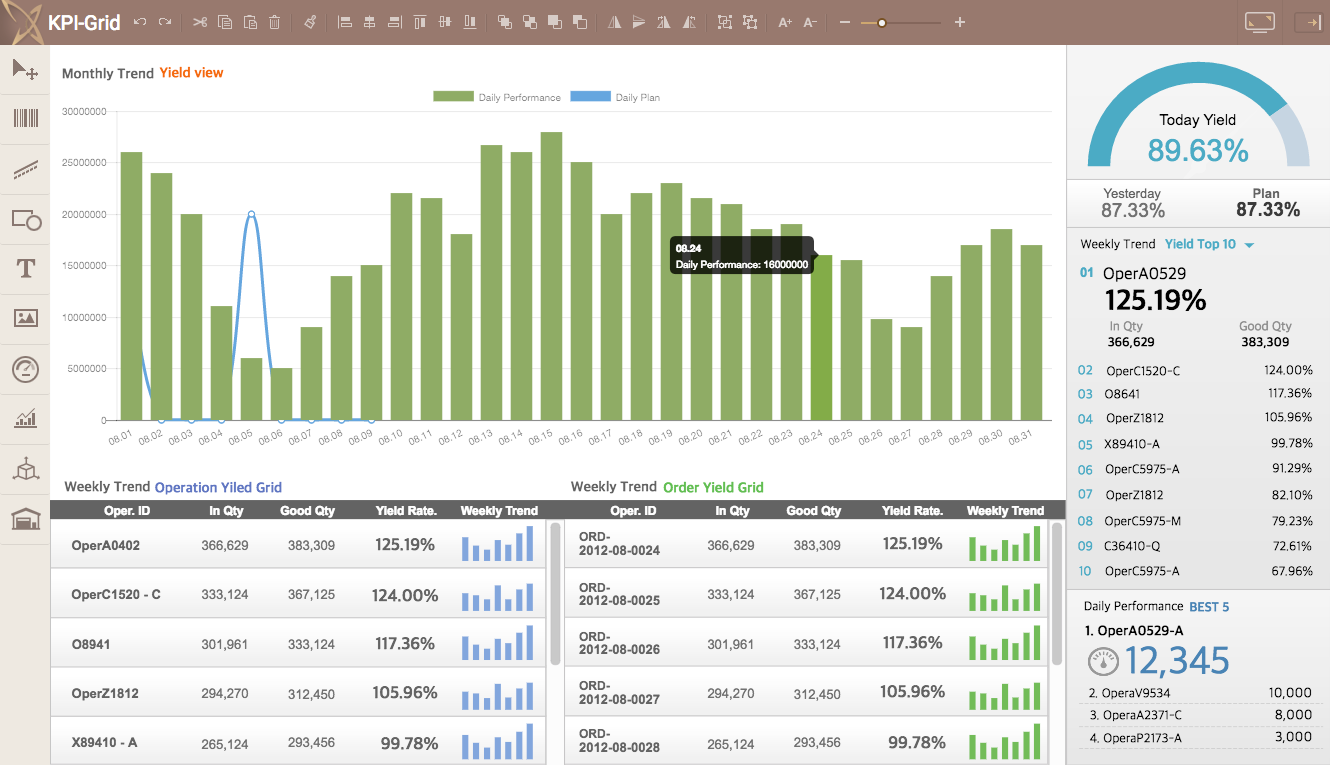 KPI-Grid
A+ A-
Monthly Trend Yield view
Daily Performance Daily Plan
30000000
25000000
20000000
15000000
10000000
5000000
0
08.01 08.02 08.03 08.04 08.05 08.06 08.07 08.08 08.09 08.10 08.11 08.12 08.13 08.14 08.15 08.16 08.17 08.18 08.19 08.20 08.21 08.22 08.23 08.24 08.25 08.26 08.27 08.28 08.29 08.30 08.31
08.24
Daily Performance: 16000000
T
Weekly Trend Operation Yiled Grid
Oper. ID In Qty Good Qty Yield Rate. Weekly Trend
OperA0402 366,629 383,309 125.19%
OperC1520 - C 333,124 367,125 124.00%
O8941 301,961 333,124 117.36%
OperZ1812 294,270 312,450 105.96%
X89410 - A 265,124 293,456 99.78%
Weekly Trend Order Yield Grid
Oper. ID In Qty Good Qty Yield Rate. Weekly Trend
ORD-
2012-08-0024 366,629 383,309 125.19%
ORD-
2012-08-0025 333,124 367,125 124.00%
ORD-
2012-08-0026 301,961 333,124 117.36%
ORD-
2012-08-0027 294,270 312,450 105.96%
ORD-
2012-08-0028 265,124 293,456 99.78%
Today Yield
89.63%
Yesterday Plan
87.33% 87.33%
Weekly Trend Yield Top 10
01 OperA0529
125.19%
In Qty Good Qty
366,629 383,309
02 OperC1520-C 124.00%
03 O8641 117.36%
04 OperZ1812 105.96%
05 X89410-A 99.78%
06 OperC5975-A 91.29%
07 OperZ1812 82.10%
08 OperC5975-M 79.23%
09 C36410-Q 72.61%
10 OperC5975-A 67.96%
Daily Performance BEST 5
1. OperA0529-A
12,345
2. OperaV9534 10,000
3. OperaA2371-C 8,000
4. OperaP2173-A 3,000